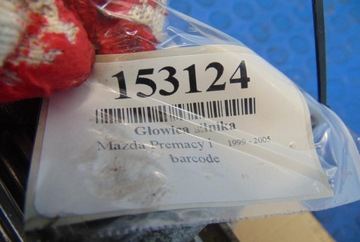 153124
Głowica silnika
Mazda Premacy I 1999 - 2005
barcode